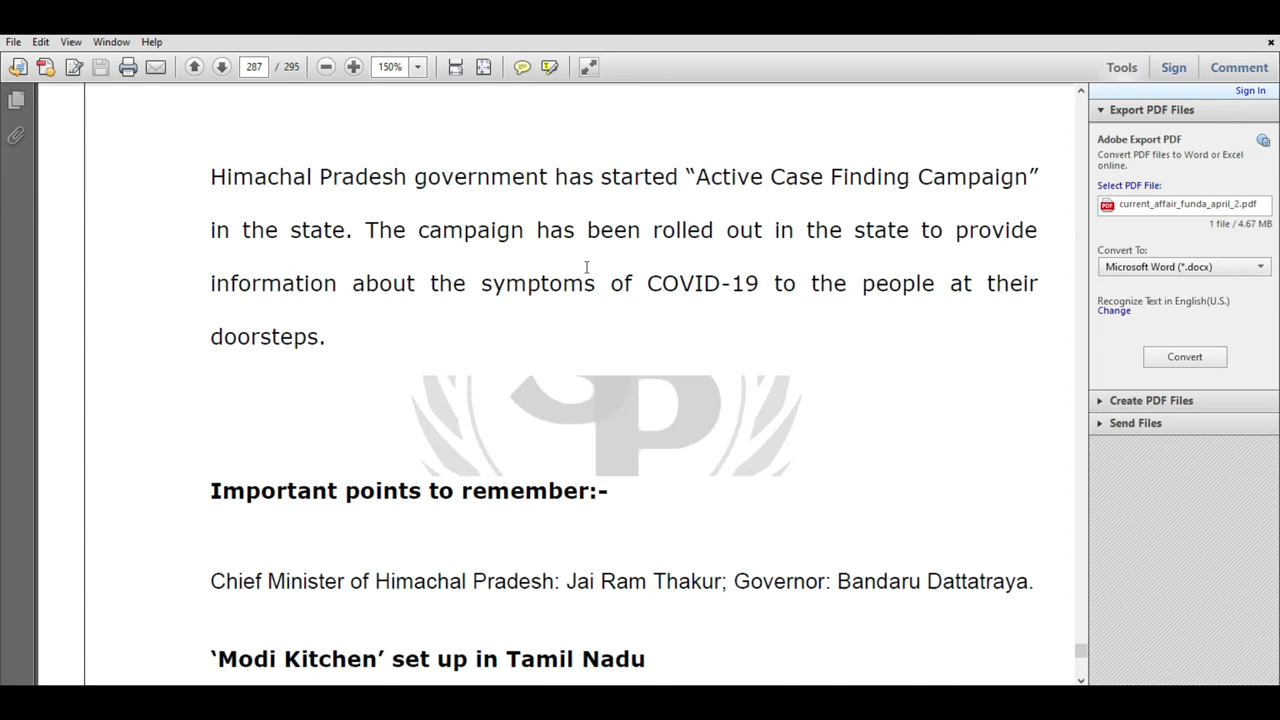 File Edit View Window Help
287 / 295 150% Tools Sign Comment
Sign In
Export PDF Files
Adobe Export PDF
Convert PDF files to Word or Excel
online.
Select PDF File:
current_affair_funda_april_2.pdf
1 file / 4.67 MB
Convert To:
Microsoft Word (*.docx)
Recognize Text in English(U.S.)
Change
Convert
Create PDF Files
Send Files
Himachal Pradesh government has started “Active Case Finding Campaign”
in the state. The campaign has been rolled out in the state to provide
information about the symptoms of COVID-19 to the people at their
doorsteps.
SP
Important points to remember:-
Chief Minister of Himachal Pradesh: Jai Ram Thakur; Governor: Bandaru Dattatraya.
‘Modi Kitchen’ set up in Tamil Nadu